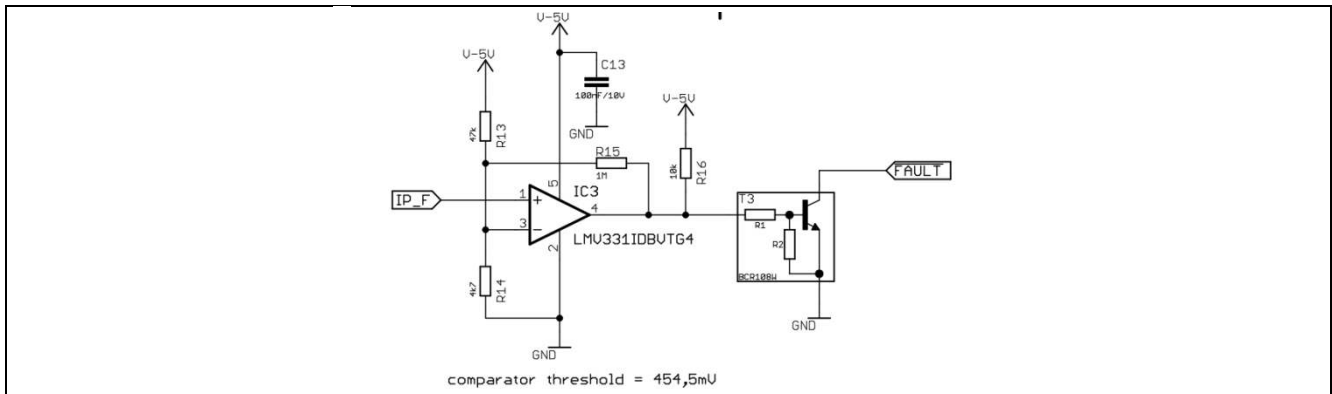 V-5V
V-5V
C13
100nF/10V
V-5V
GND
47k
R13
R15
1M
10k
R16
FAULT
IP_F
1
+
5
IC3
4
T3
3
-
LMV331IDBVTG4
R1
2
R2
4k7
R14
BCR108W
GND
GND
comparator threshold = 454,5mV